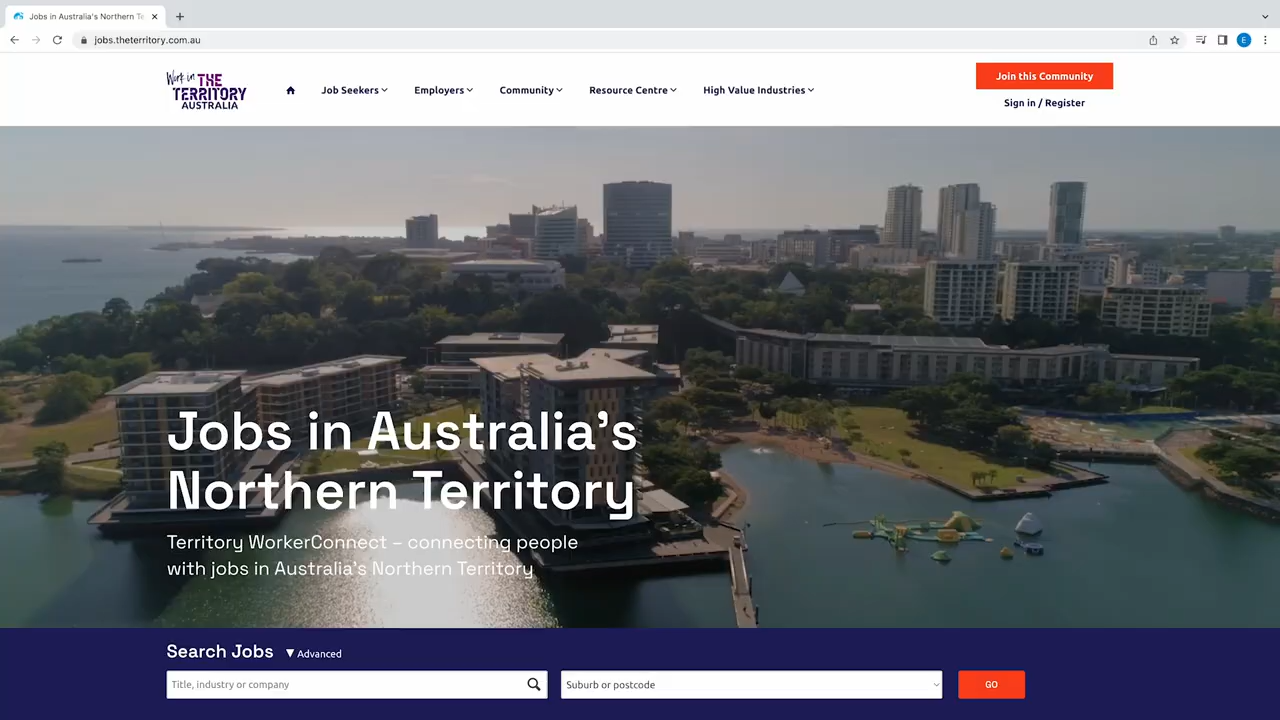 Jobs in Australia's Northern Te
jobs.theterritory.com.au
E
Work in THE
TERRITORY
AUSTRALIA
Job Seekers
Employers
Community
Resource Centre
High Value Industries
Join this Community
Sign in / Register
Jobs in Australia's
Northern Territory
Territory WorkerConnect – connecting people
with jobs in Australia's Northern Territory
Search Jobs
Advanced
Title, industry or company
Suburb or postcode
GO